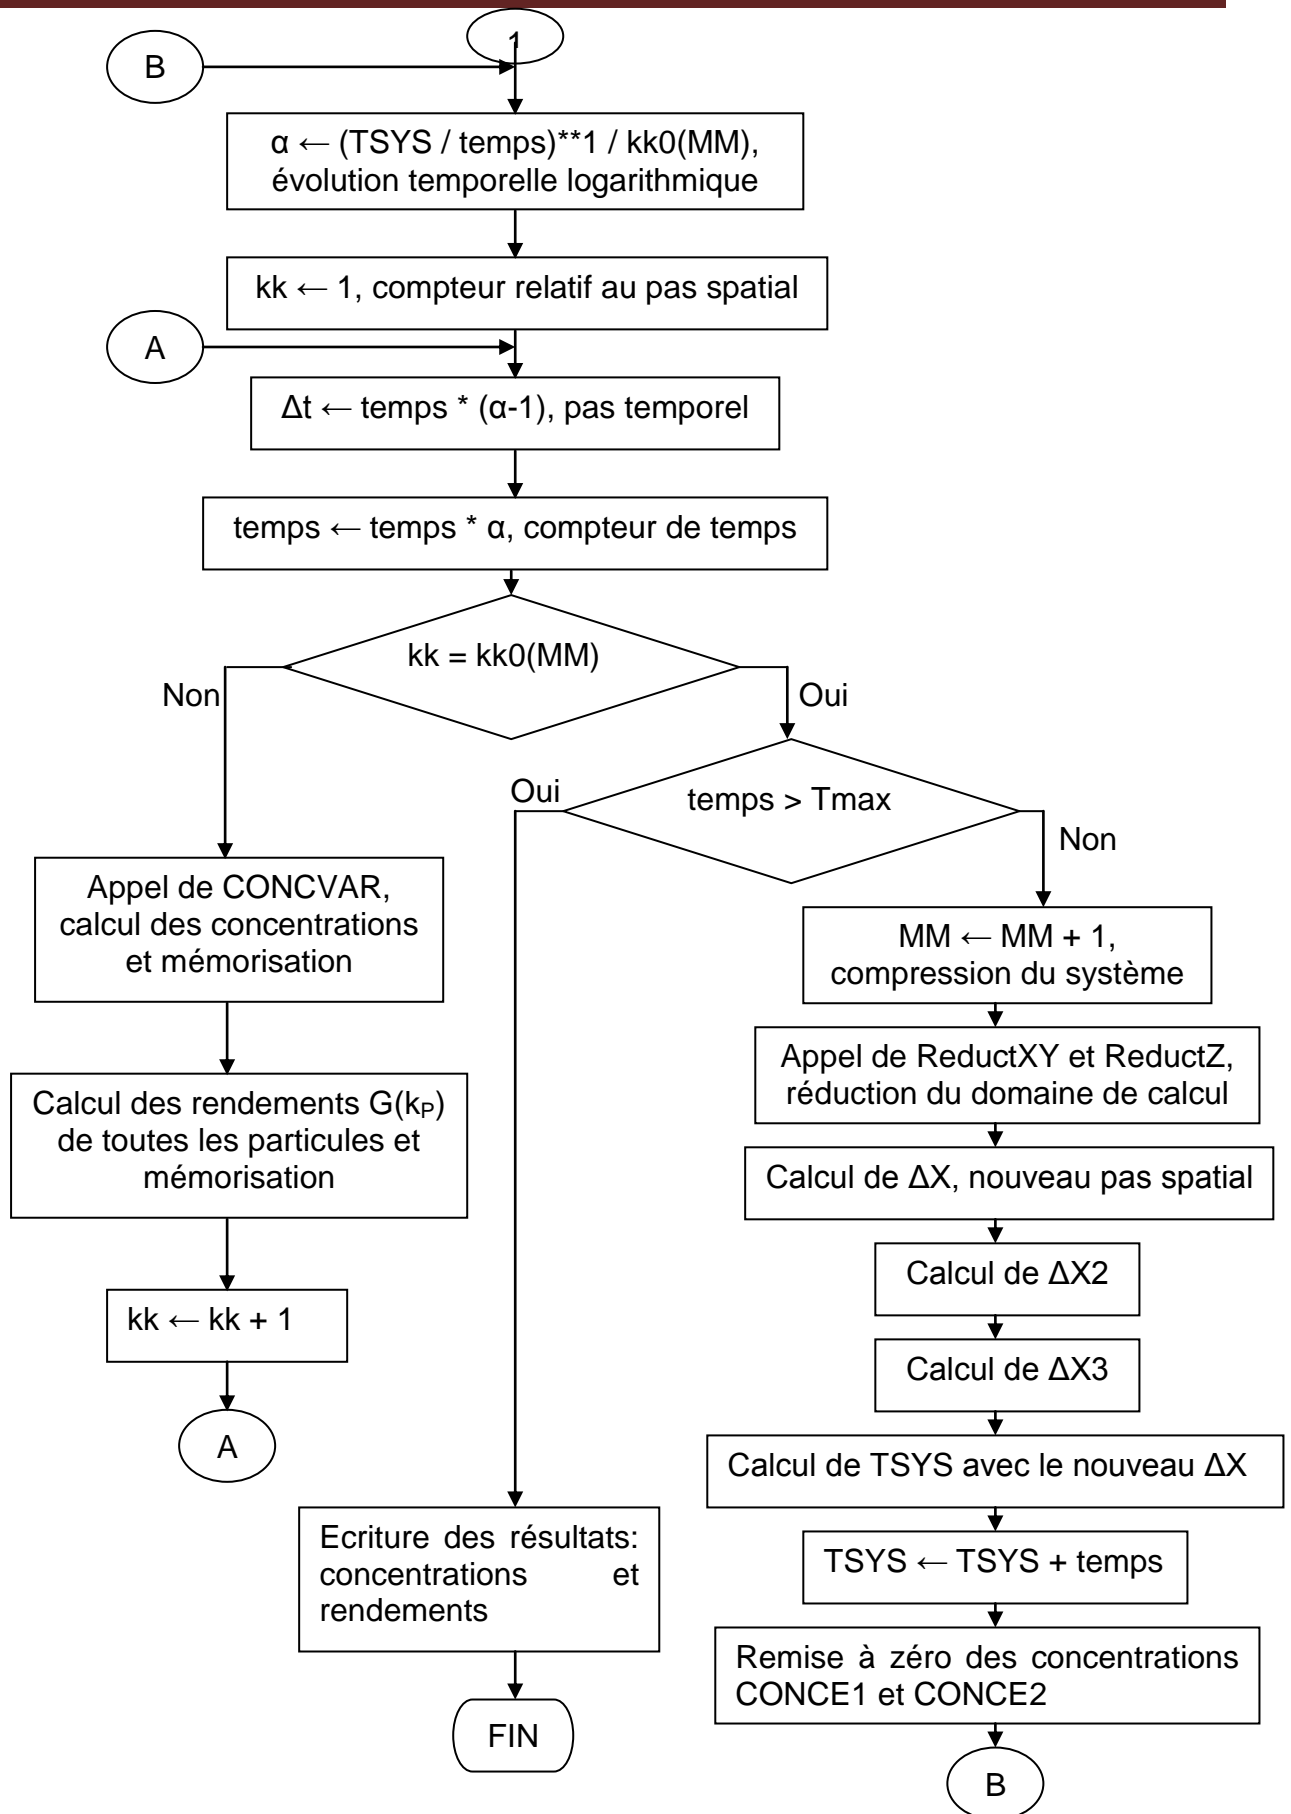 1
B
α ← (TSYS / temps)**1 / kk0(MM),
évolution temporelle logarithmique
kk ← 1, compteur relatif au pas spatial
A
Δt ← temps * (α-1), pas temporel
temps ← temps * α, compteur de temps
kk = kk0(MM)
Non
Oui
temps > Tmax
Oui
Non
Appel de CONCVAR,
calcul des concentrations
et mémorisation
MM ← MM + 1,
compression du système
Appel de ReductXY et ReductZ,
réduction du domaine de calcul
Calcul des rendements G(kP)
de toutes les particules et
mémorisation
Calcul de ΔX, nouveau pas spatial
Calcul de ΔX2
kk ← kk + 1
Calcul de ΔX3
A
Calcul de TSYS avec le nouveau ΔX
Ecriture des résultats:
concentrations et
rendements
TSYS ← TSYS + temps
Remise à zéro des concentrations
CONCE1 et CONCE2
FIN
B